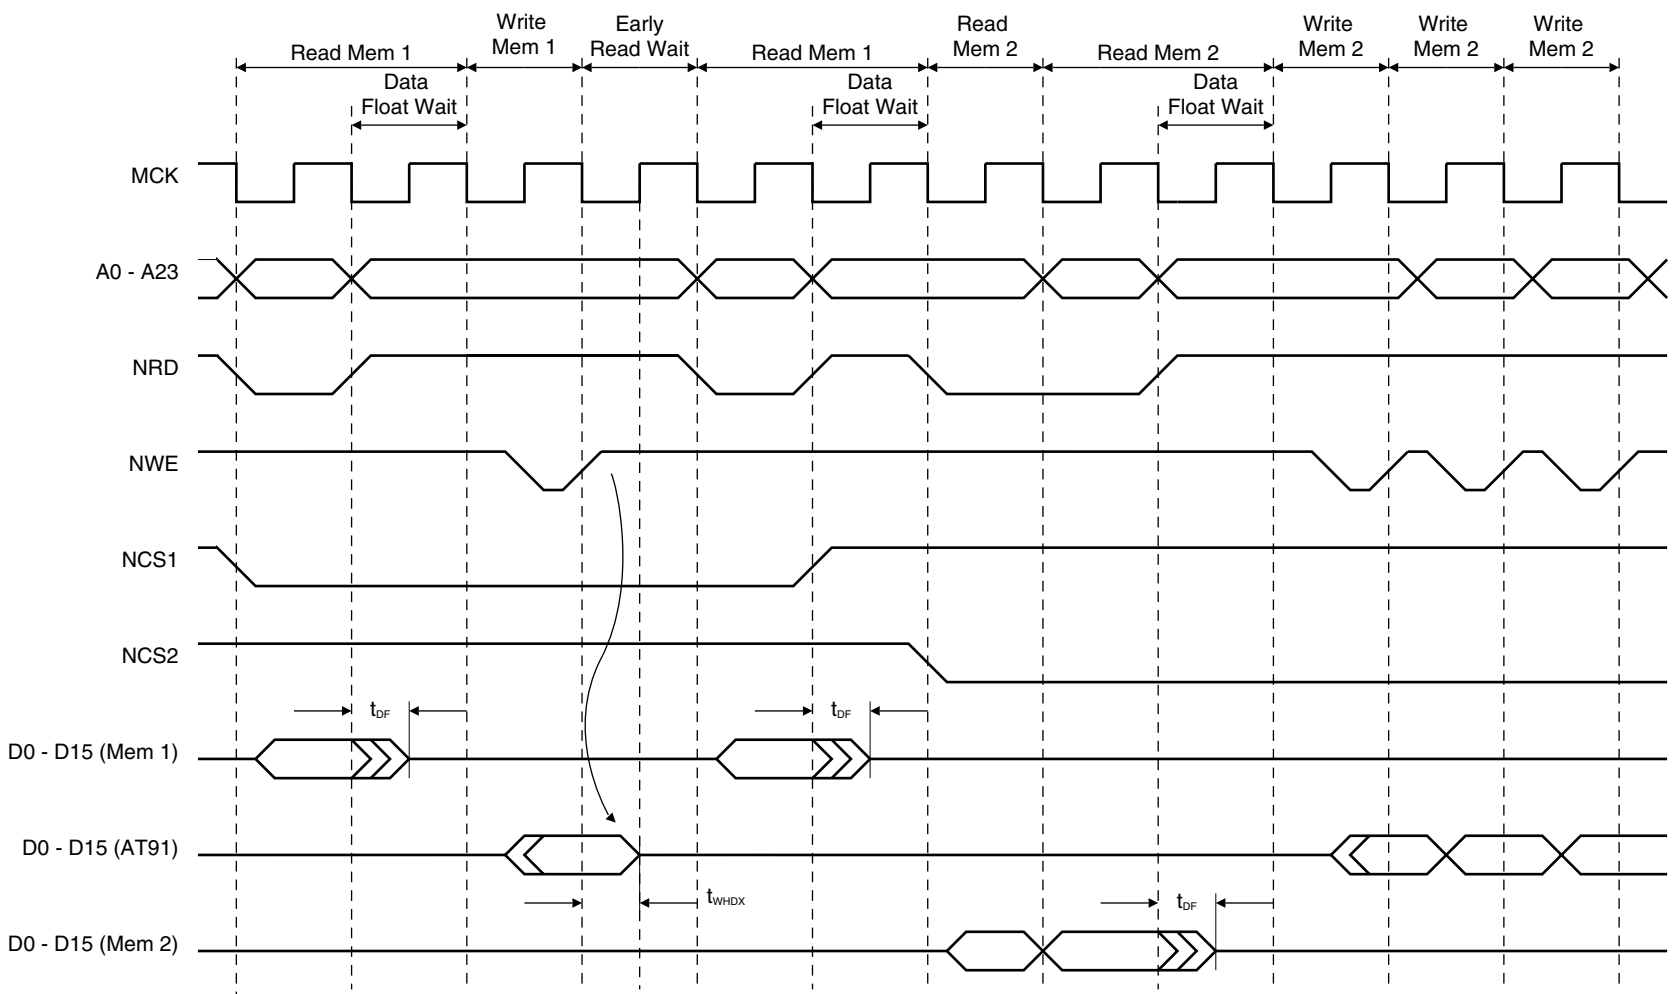 Read Mem 1
Write
Mem 1
Early
Read Wait
Read Mem 1
Read
Mem 2
Read Mem 2
Write
Mem 2
Write
Mem 2
Write
Mem 2
Data
Float Wait
Data
Float Wait
Data
Float Wait
MCK
A0 - A23
NRD
NWE
NCS1
NCS2
tDF
tDF
D0 - D15 (Mem 1)
D0 - D15 (AT91)
tWHDX
tDF
D0 - D15 (Mem 2)